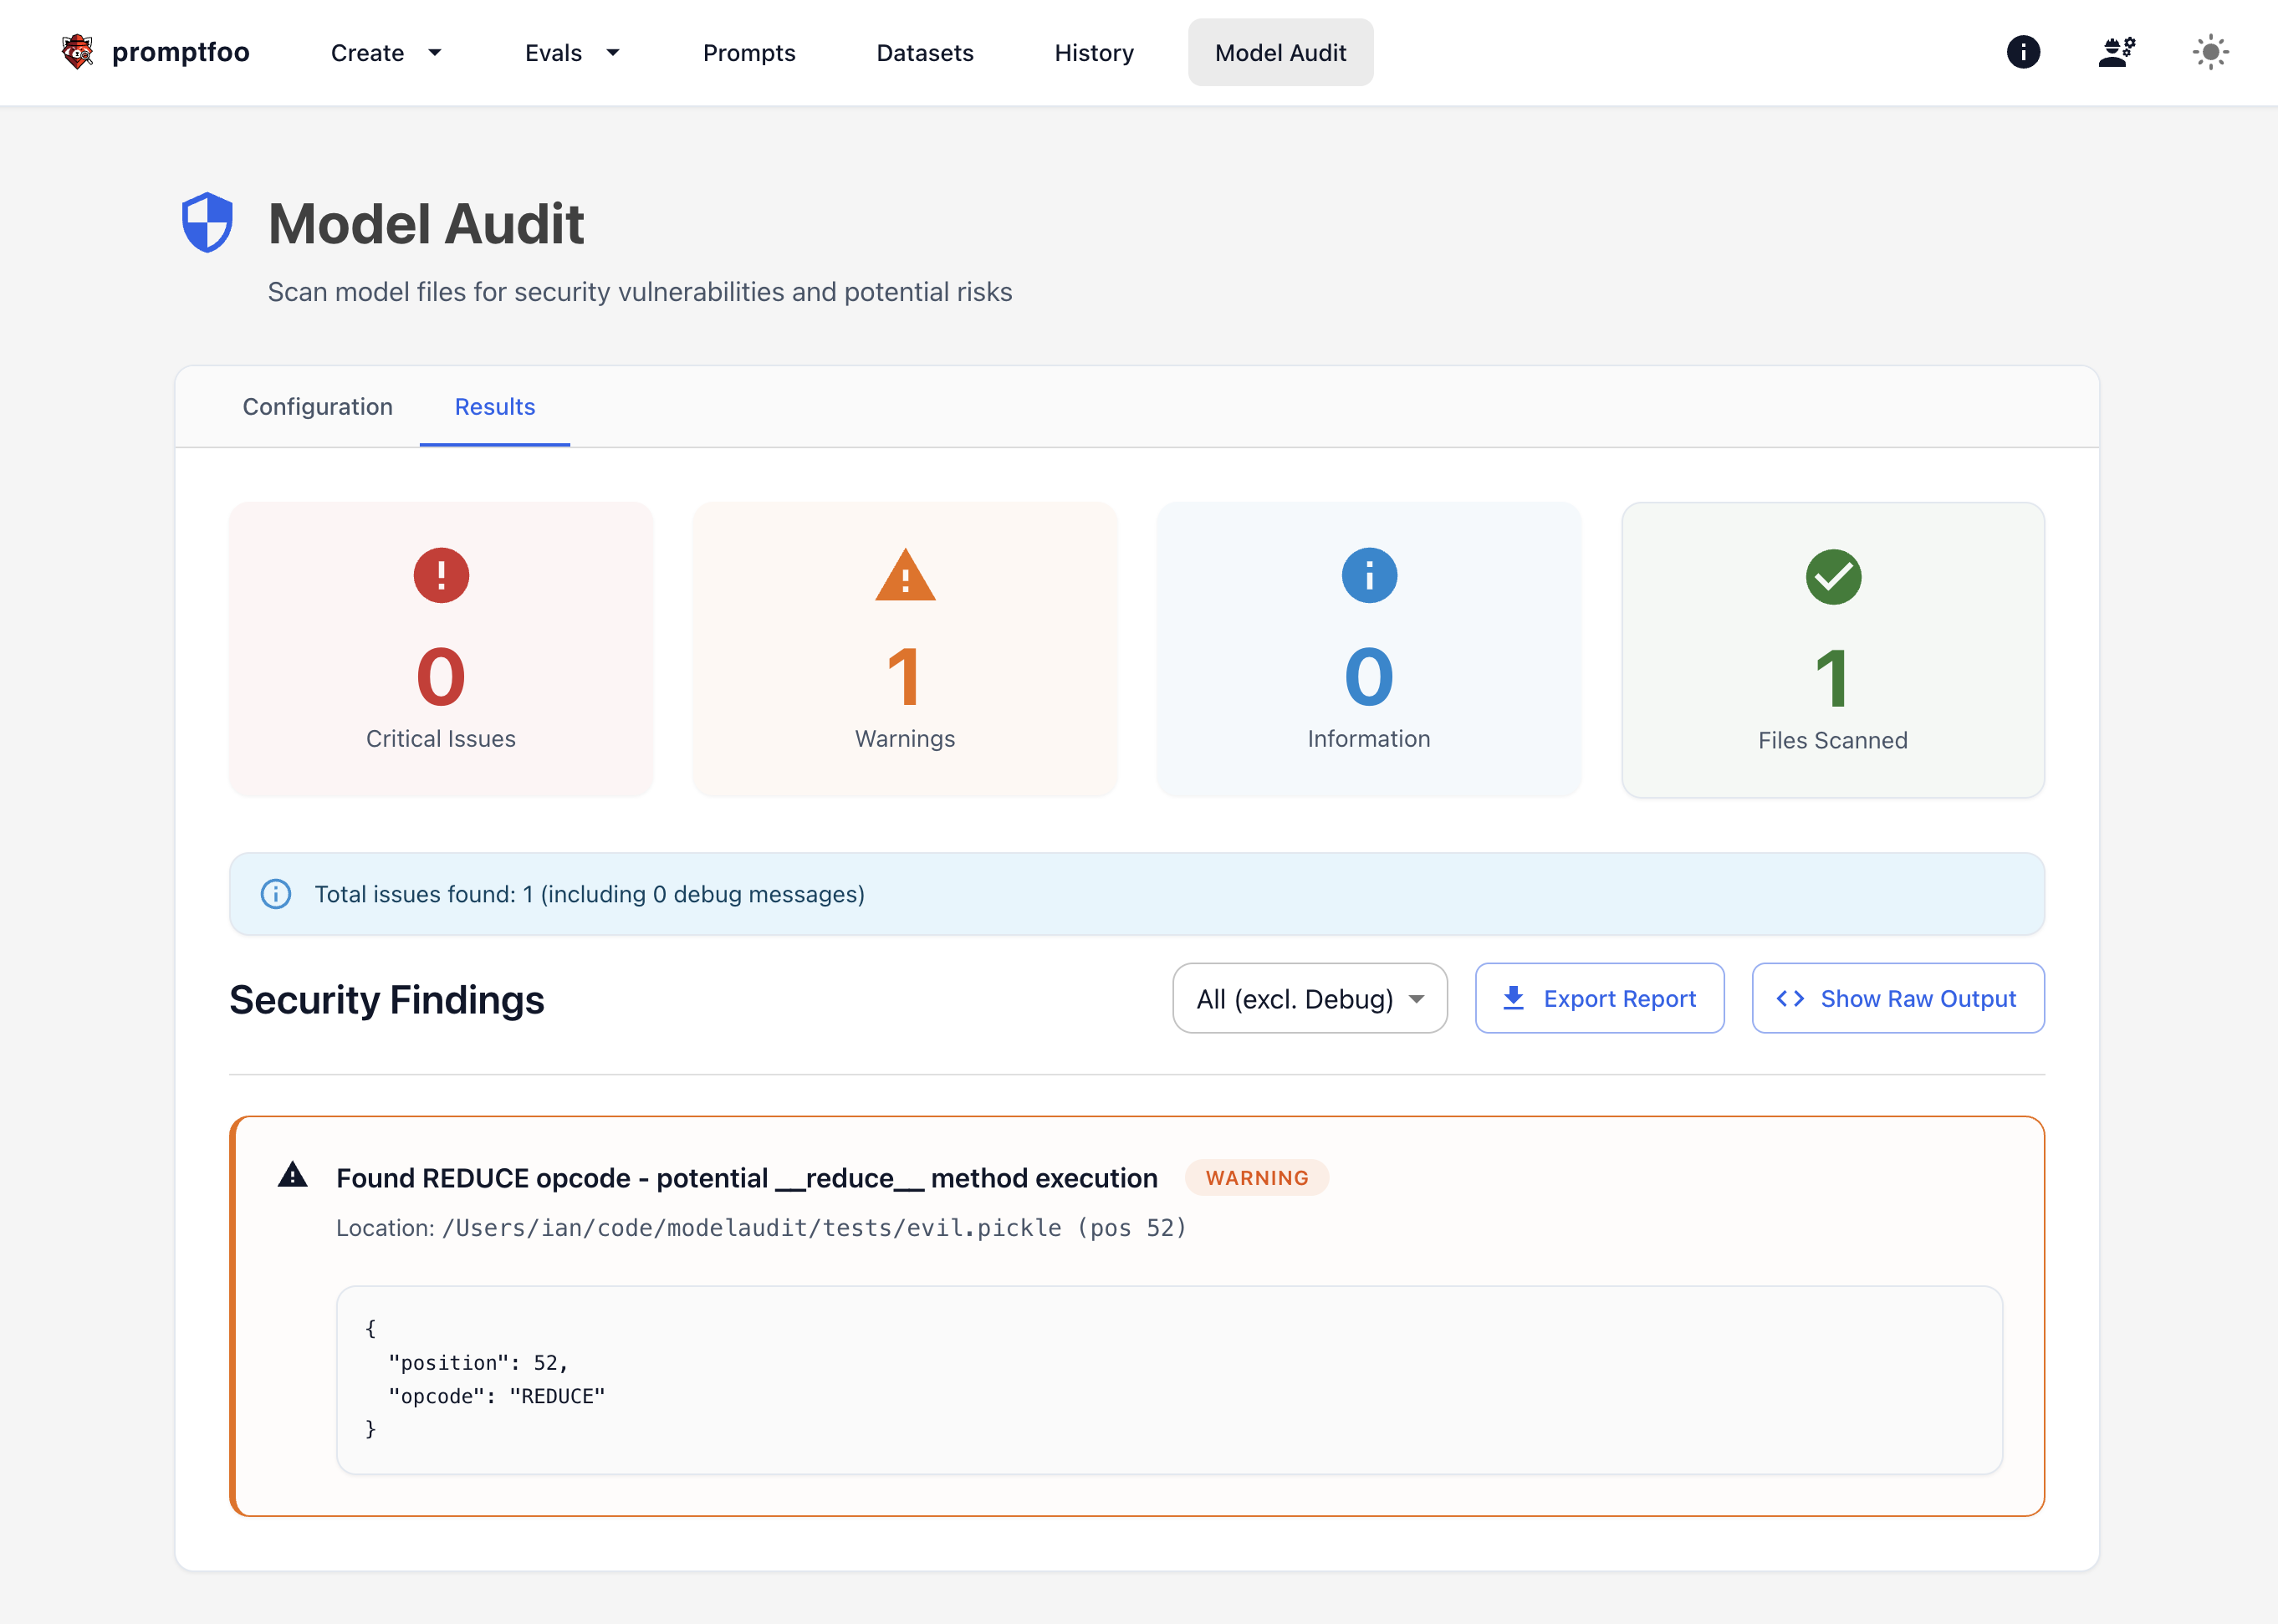 promptfoo Create Evals Prompts Datasets History Model Audit
Model Audit
Scan model files for security vulnerabilities and potential risks
Configuration Results
0 1 0 1
Critical Issues Warnings Information Files Scanned
Total issues found: 1 (including 0 debug messages)
Security Findings All (excl. Debug) Export Report Show Raw Output
Found REDUCE opcode - potential __reduce__ method execution WARNING
Location: /Users/ian/code/modelaudit/tests/evil.pickle (pos 52)
{
"position": 52,
"opcode": "REDUCE"
}